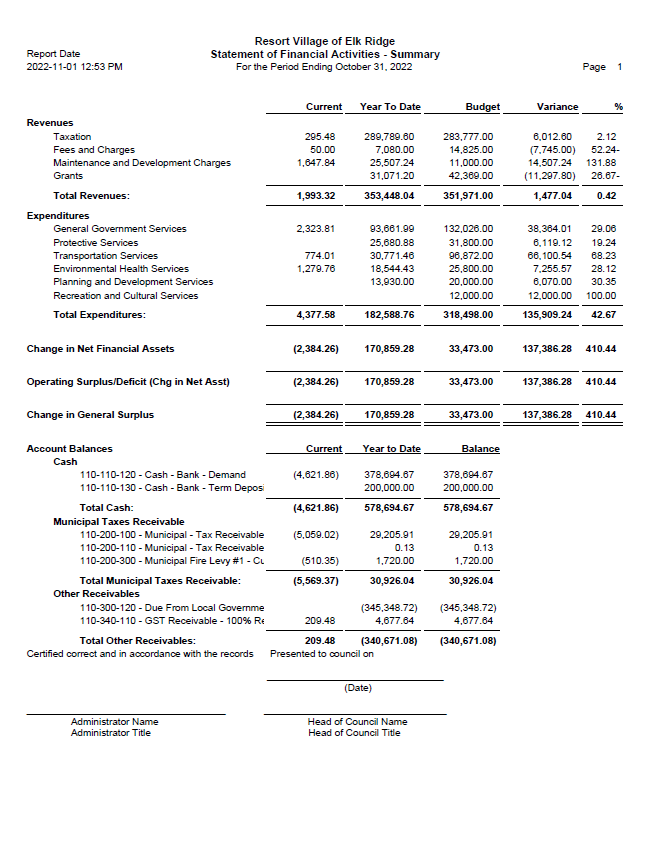 Resort Village of Elk Ridge
Report Date Statement of Financial Activities - Summary
2022-11-01 12:53 PM For the Period Ending October 31, 2022 Page 1
Current Year To Date Budget Variance %
Revenues
Taxation 295.48 289,789.60 283,777.00 6,012.60 2.12
Fees and Charges 50.00 7,080.00 14,825.00 (7,745.00) 52.24-
Maintenance and Development Charges 1,647.84 25,507.24 11,000.00 14,507.24 131.88
Grants 31,071.20 42,369.00 (11,297.80) 26.67-
Total Revenues: 1,993.32 353,448.04 351,971.00 1,477.04 0.42
Expenditures
General Government Services 2,323.81 93,661.99 132,026.00 38,364.01 29.06
Protective Services 25,680.88 31,800.00 6,119.12 19.24
Transportation Services 774.01 30,771.46 96,872.00 66,100.54 68.23
Environmental Health Services 1,279.76 18,544.43 25,800.00 7,255.57 28.12
Planning and Development Services 13,930.00 20,000.00 6,070.00 30.35
Recreation and Cultural Services 12,000.00 12,000.00 100.00
Total Expenditures: 4,377.58 182,588.76 318,498.00 135,909.24 42.67
Change in Net Financial Assets (2,384.26) 170,859.28 33,473.00 137,386.28 410.44
Operating Surplus/Deficit (Chg in Net Asst) (2,384.26) 170,859.28 33,473.00 137,386.28 410.44
Change in General Surplus (2,384.26) 170,859.28 33,473.00 137,386.28 410.44
Account Balances Current Year to Date Balance
Cash
110-110-120 - Cash - Bank - Demand (4,621.86) 378,694.67 378,694.67
110-110-130 - Cash - Bank - Term Deposi 200,000.00 200,000.00
Total Cash: (4,621.86) 578,694.67 578,694.67
Municipal Taxes Receivable
110-200-100 - Municipal - Tax Receivable (5,059.02) 29,205.91 29,205.91
110-200-110 - Municipal - Tax Receivable 0.13 0.13
110-200-300 - Municipal Fire Levy #1 - Cu (510.35) 1,720.00 1,720.00
Total Municipal Taxes Receivable: (5,569.37) 30,926.04 30,926.04
Other Receivables
110-300-120 - Due From Local Governme (345,348.72) (345,348.72)
110-340-110 - GST Receivable - 100% Re 209.48 4,677.64 4,677.64
Total Other Receivables: 209.48 (340,671.08) (340,671.08)
Certified correct and in accordance with the records Presented to council on
(Date)
Administrator Name Head of Council Name
Administrator Title Head of Council Title